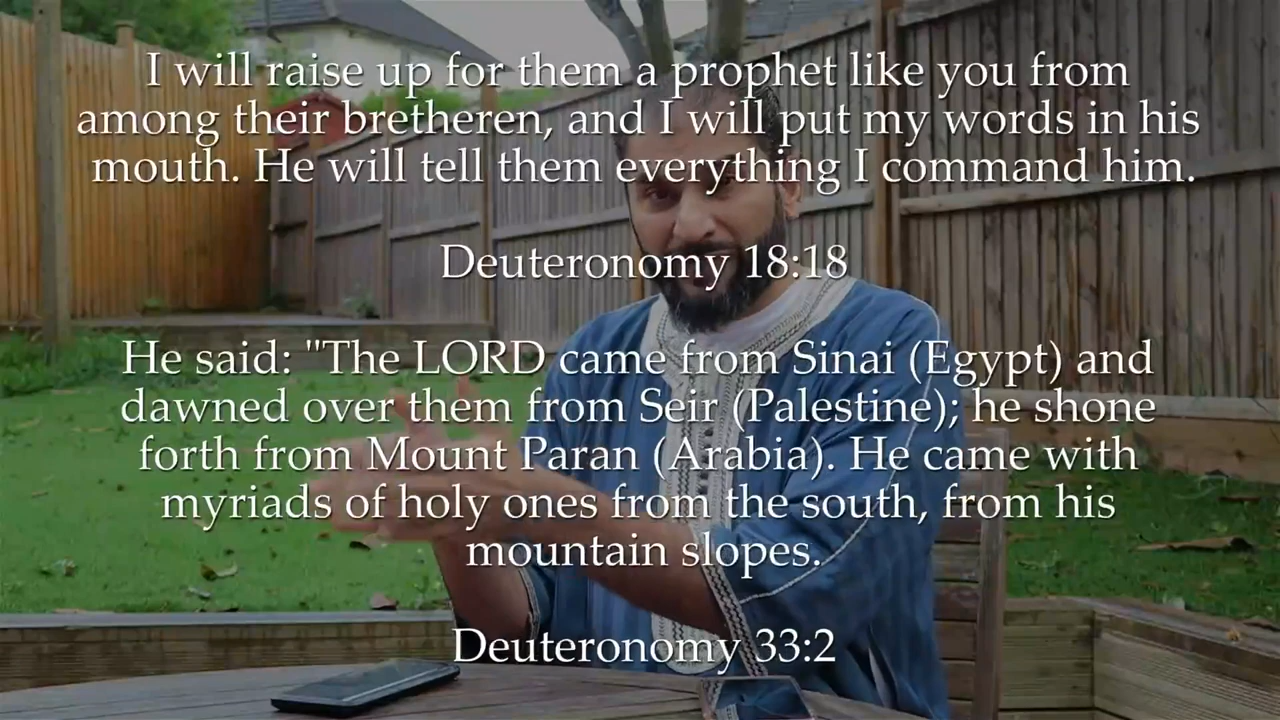 I will raise up for them a prophet like you from
among their bretheren, and I will put my words in his
mouth. He will tell them everything I command him.
Deuteronomy 18:18
He said: "The LORD came from Sinai (Egypt) and
dawned over them from Seir (Palestine); he shone
forth from Mount Paran (Arabia). He came with
myriads of holy ones from the south, from his
mountain slopes.
Deuteronomy 33:2